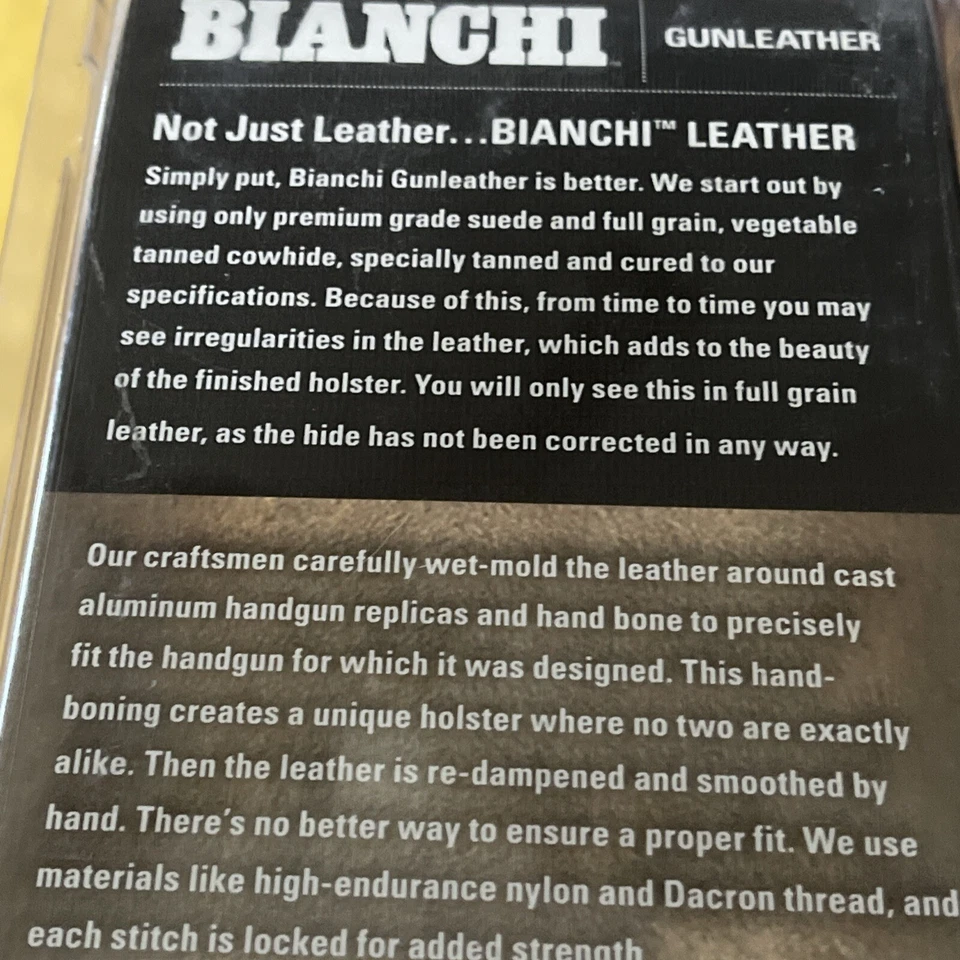 BIANCHI
GUNLEATHER
Not Just Leather...BIANCHI™ LEATHER
Simply put, Bianchi Gunleather is better. We start out by
using only premium grade suede and full grain, vegetable
tanned cowhide, specially tanned and cured to our
specifications. Because of this, from time to time you may
see irregularities in the leather, which adds to the beauty
of the finished holster. You will only see this in full grain
leather, as the hide has not been corrected in any way.
Our craftsmen carefully wet-mold the leather around cast
aluminum handgun replicas and hand bone to precisely
fit the handgun for which it was designed. This hand-
boning creates a unique holster where no two are exactly
alike. Then the leather is re-dampened and smoothed by
hand. There's no better way to ensure a proper fit. We use
materials like high-endurance nylon and Dacron thread, and
each stitch is locked for added strength